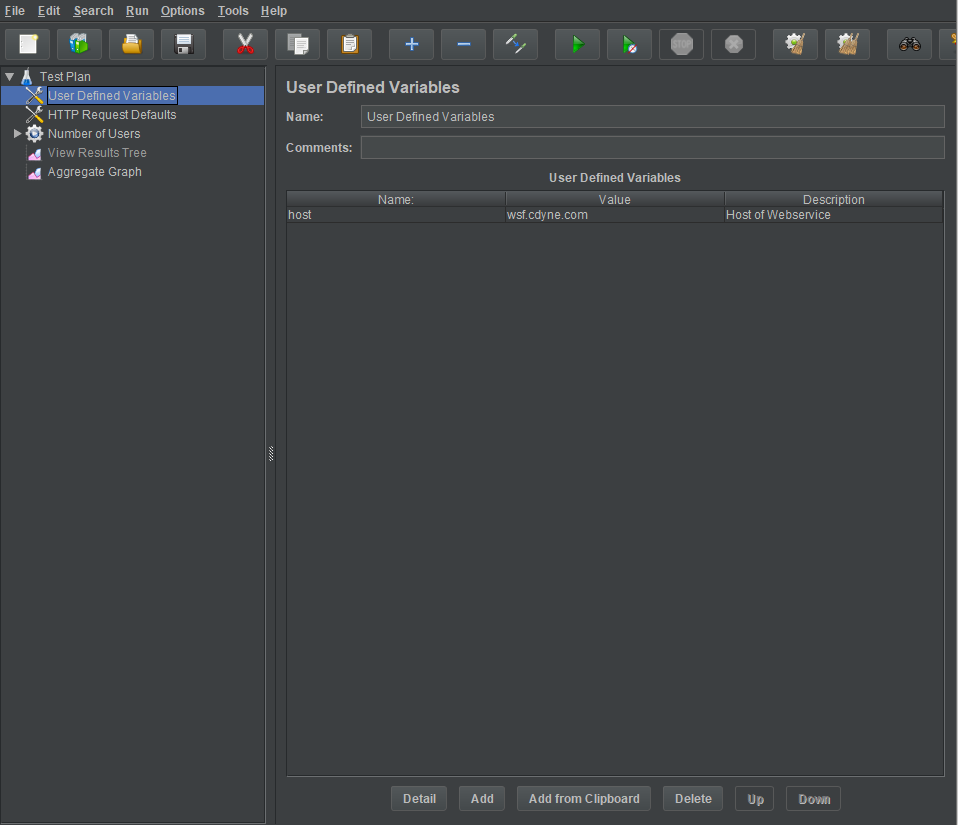 File Edit Search Run Options Tools Help
STOP
Test Plan
User Defined Variables
HTTP Request Defaults
Number of Users
View Results Tree
Aggregate Graph
User Defined Variables
Name: User Defined Variables
Comments:
User Defined Variables
Name: Value Description
host wsf.cdyne.com Host of Webservice
Detail Add Add from Clipboard Delete Up Down